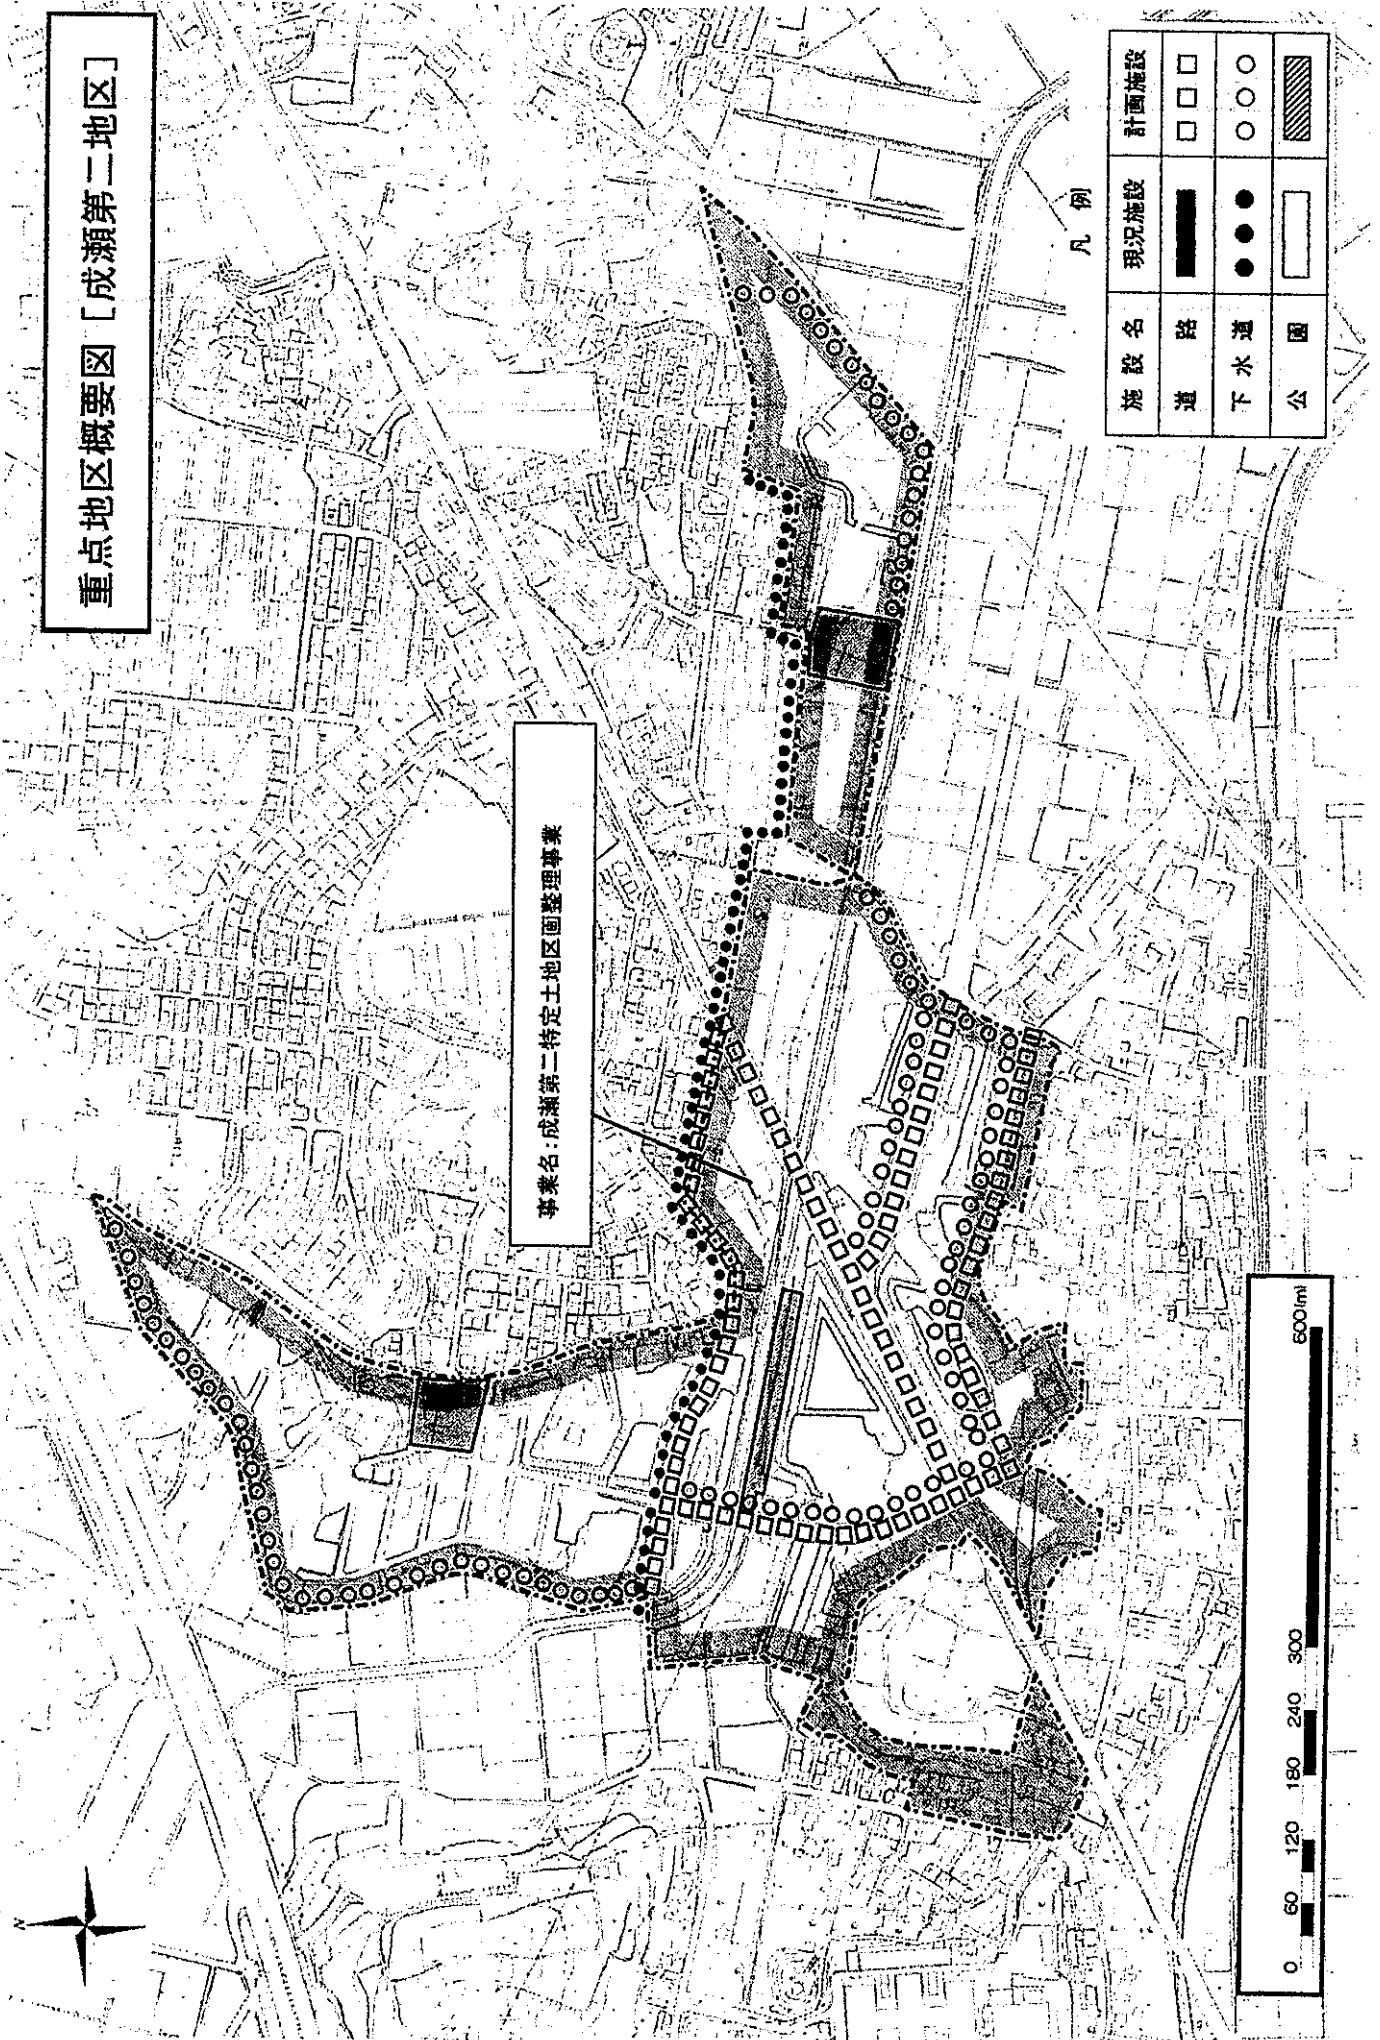 重点地区概要図［成瀬第二地区］
事業名：成瀬第二特定土地区画整理事業
凡例
施設名 現況施設 計画施設
道路
下水道
公園
0 60 120 180 240 300 600(m)
N